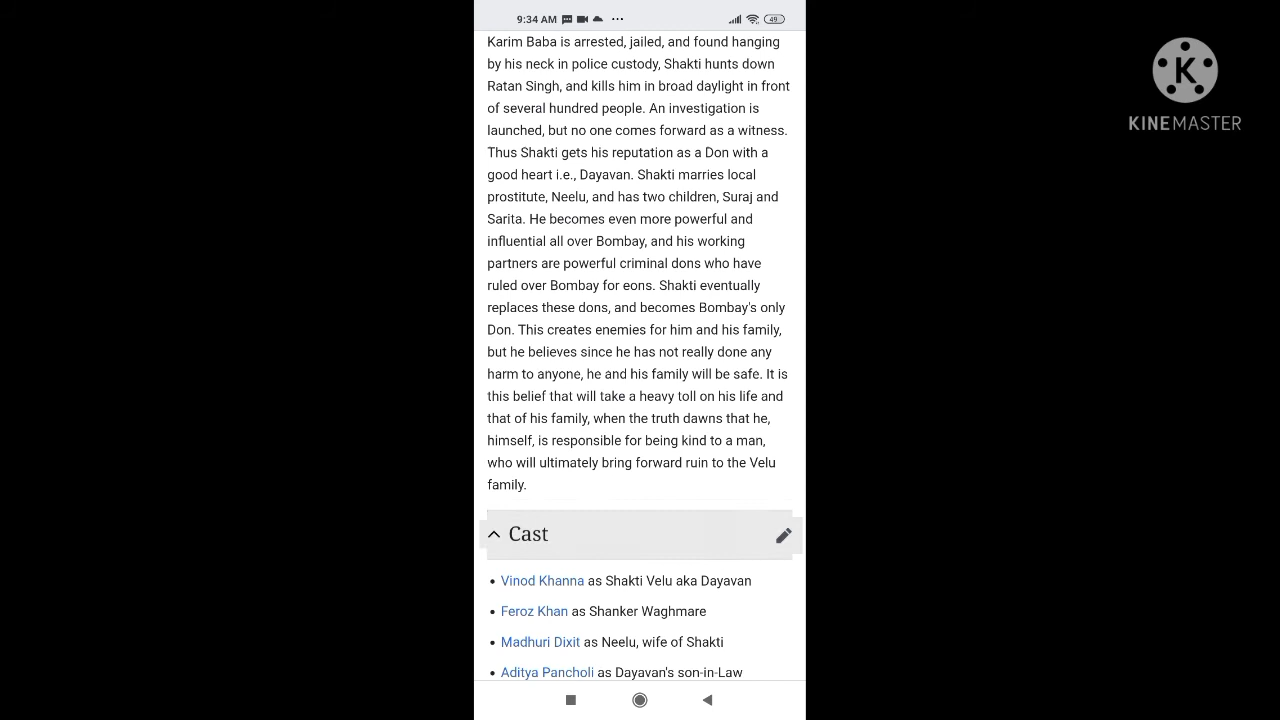 9:34 AM
49
Karim Baba is arrested, jailed, and found hanging
by his neck in police custody, Shakti hunts down
Ratan Singh, and kills him in broad daylight in front
of several hundred people. An investigation is
launched, but no one comes forward as a witness.
Thus Shakti gets his reputation as a Don with a
good heart i.e., Dayavan. Shakti marries local
prostitute, Neelu, and has two children, Suraj and
Sarita. He becomes even more powerful and
influential all over Bombay, and his working
partners are powerful criminal dons who have
ruled over Bombay for eons. Shakti eventually
replaces these dons, and becomes Bombay's only
Don. This creates enemies for him and his family,
but he believes since he has not really done any
harm to anyone, he and his family will be safe. It is
this belief that will take a heavy toll on his life and
that of his family, when the truth dawns that he,
himself, is responsible for being kind to a man,
who will ultimately bring forward ruin to the Velu
family.
Cast
• Vinod Khanna as Shakti Velu aka Dayavan
• Feroz Khan as Shanker Waghmare
• Madhuri Dixit as Neelu, wife of Shakti
• Aditya Pancholi as Dayavan's son-in-Law
K
KINEMASTER